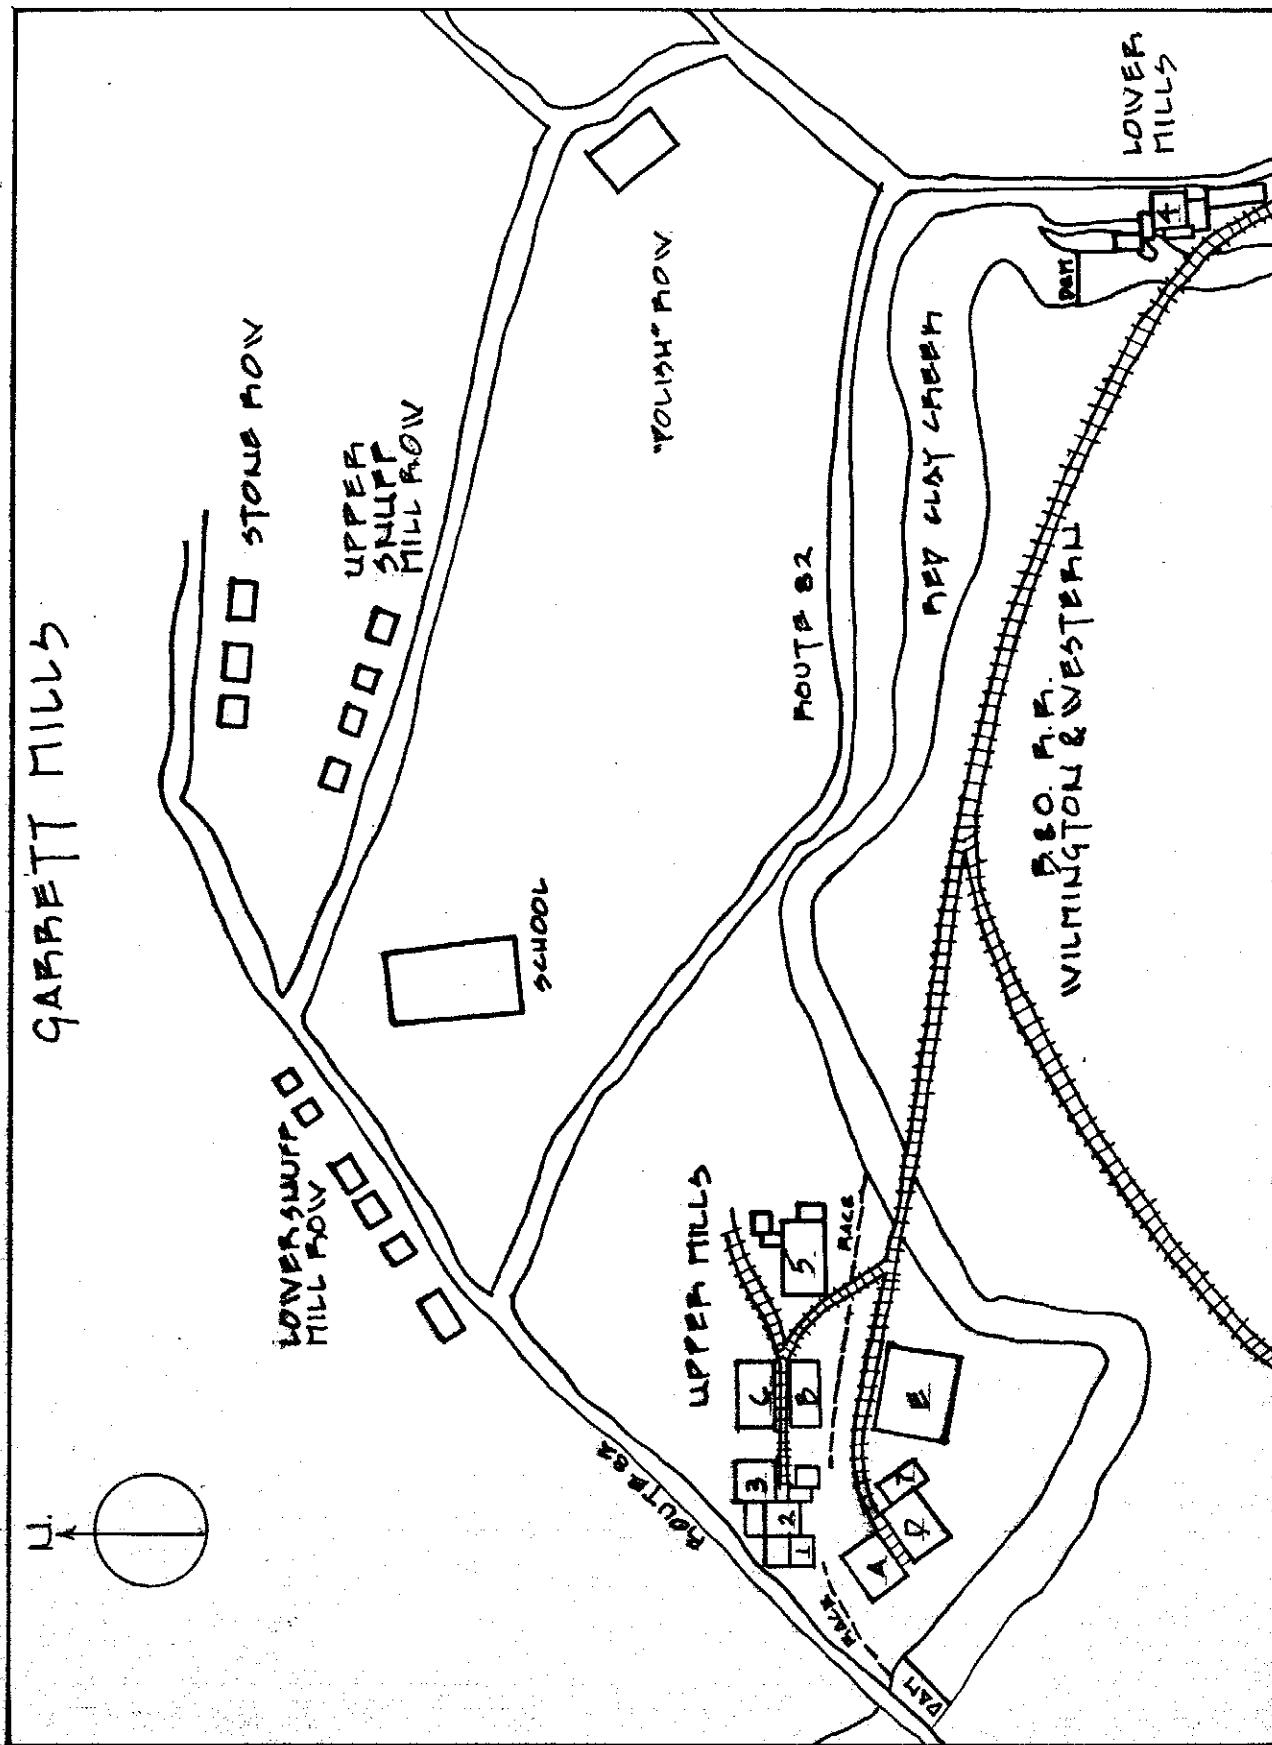 GARRETT MILLS
N.
STONE ROW
UPPER
SNUFF
MILL ROW
LOWER SNUFF
MILL ROW
SCHOOL
"POLISH" ROW
ROUTE 82
ROUTE 82
RED CLAY CREEK
UPPER MILLS
LOWER
MILLS
B.&O. R.R.
WILMINGTON & WESTERN
RACE
RACE
DAM
DAM
1
2
3
C
B
5
A
D
E
4